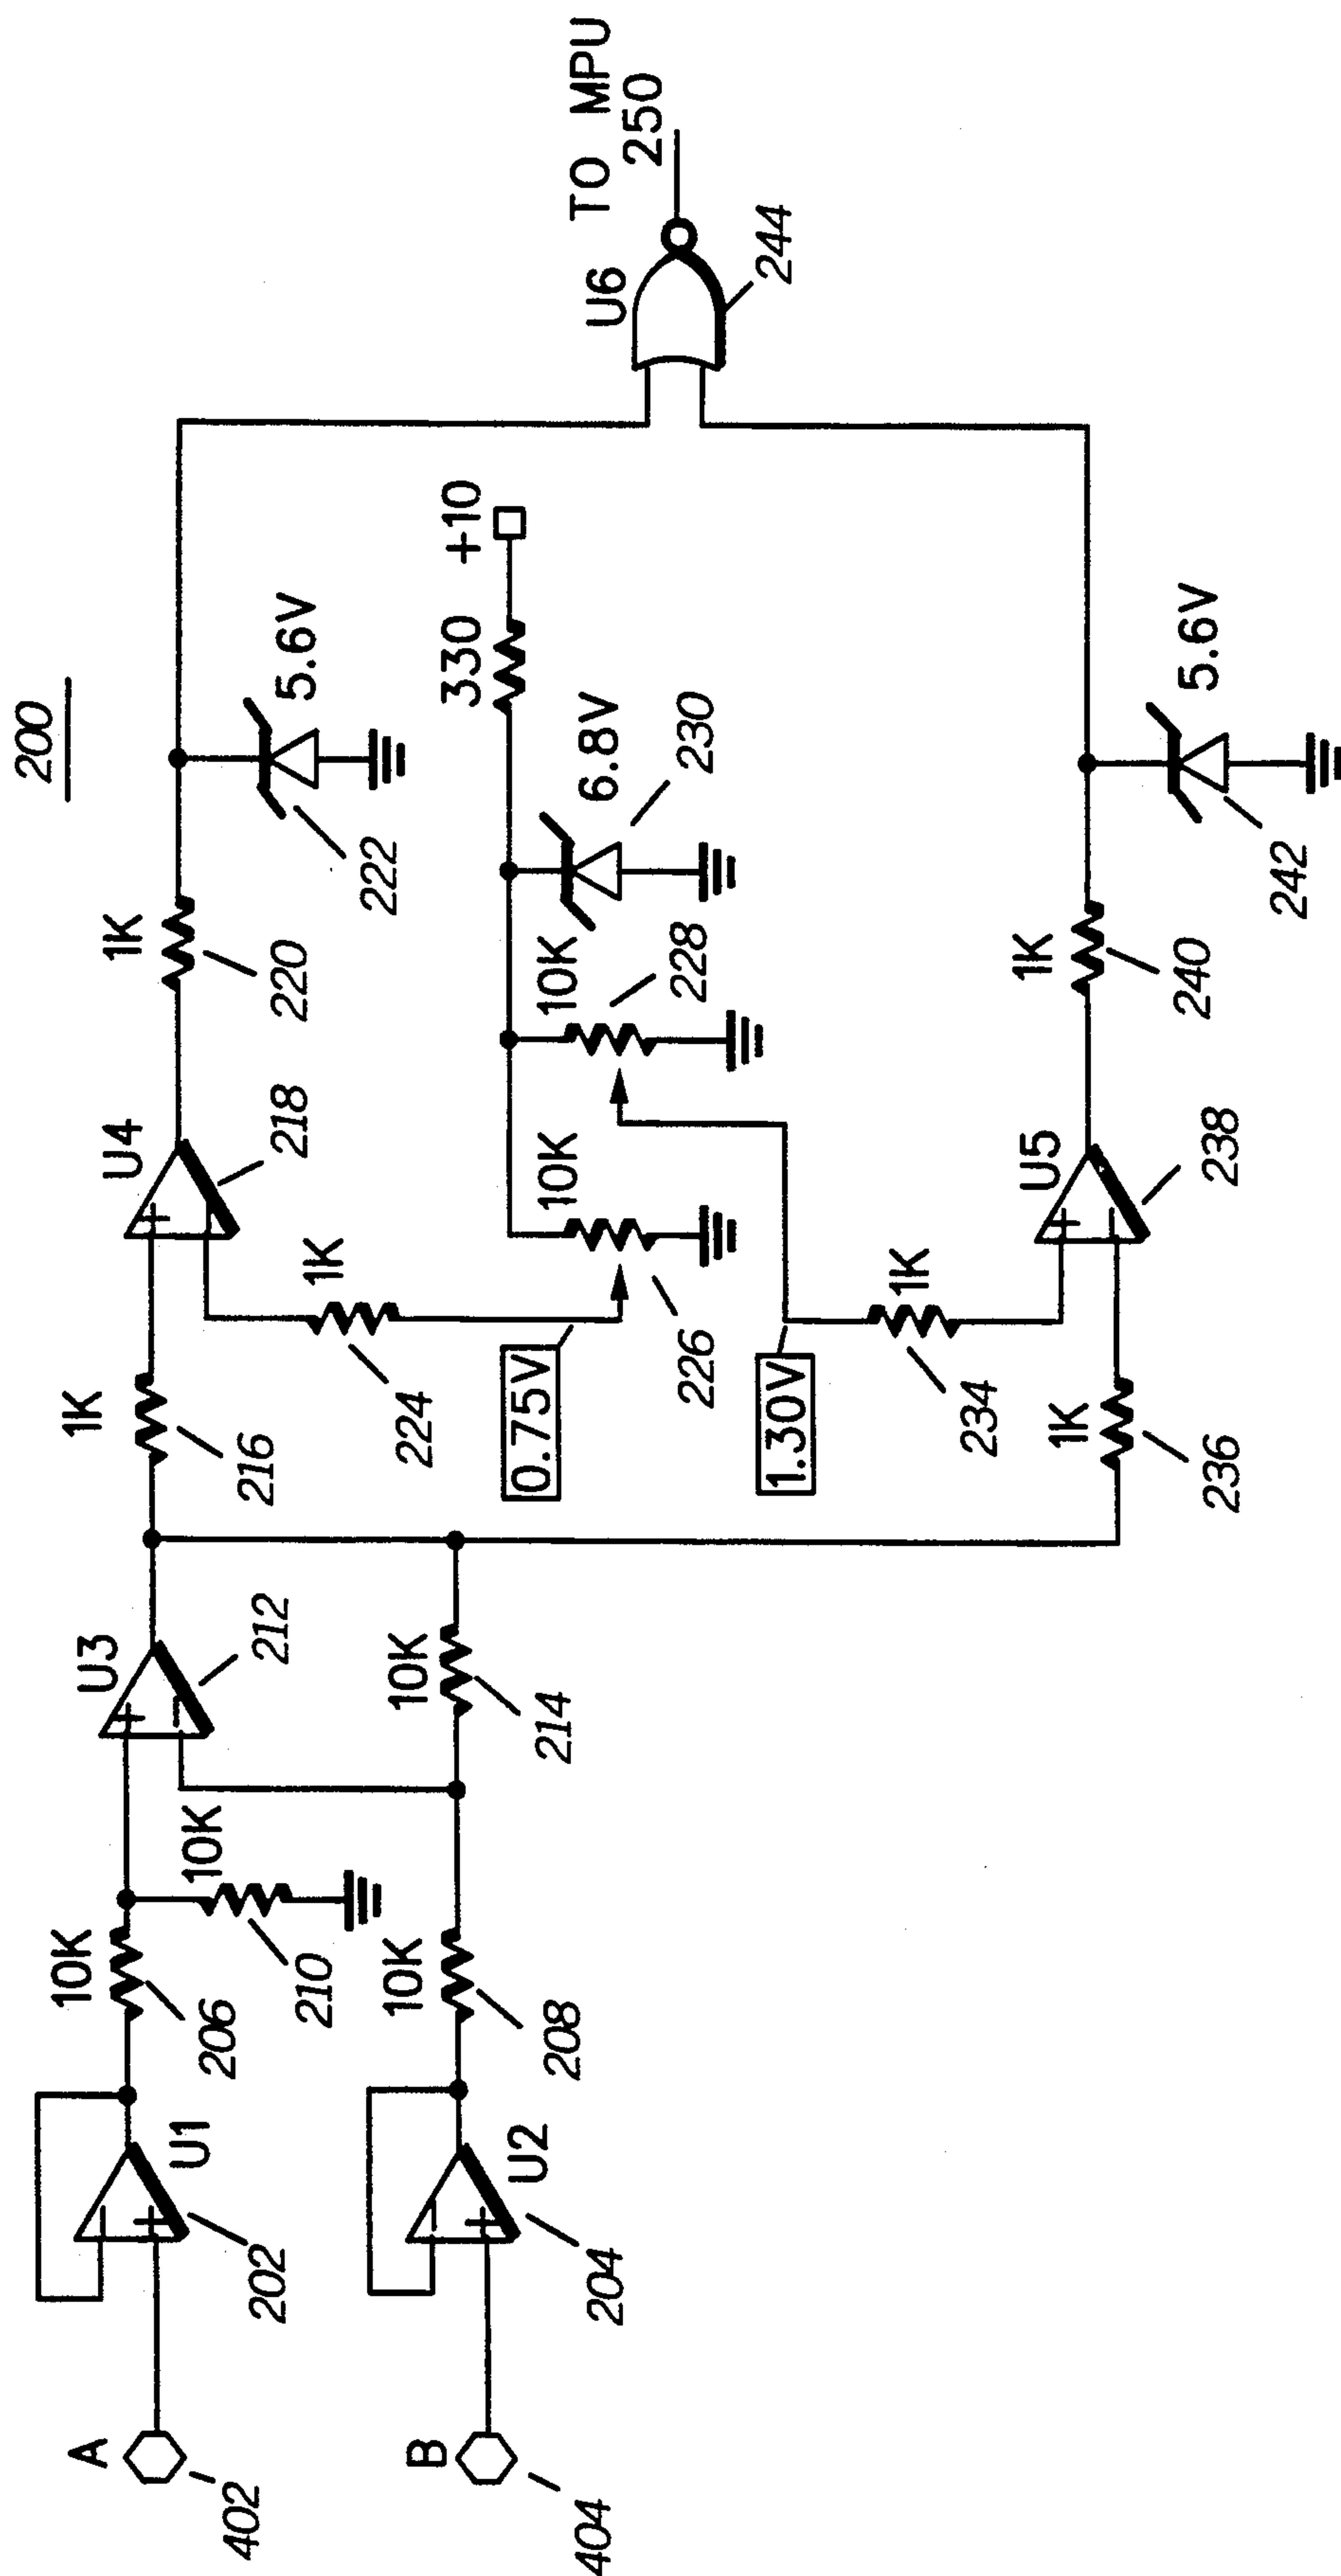 200
A
402
U1
202
10K
206
10K
210
U3
212
1K
216
U4
218
1K
220
5.6V
222
B
404
U2
204
10K
208
10K
214
1K
224
0.75V
10K
226
10K
228
6.8V
230
330
+10
1.30V
1K
234
1K
236
U5
238
1K
240
5.6V
242
U6
244
TO MPU
250